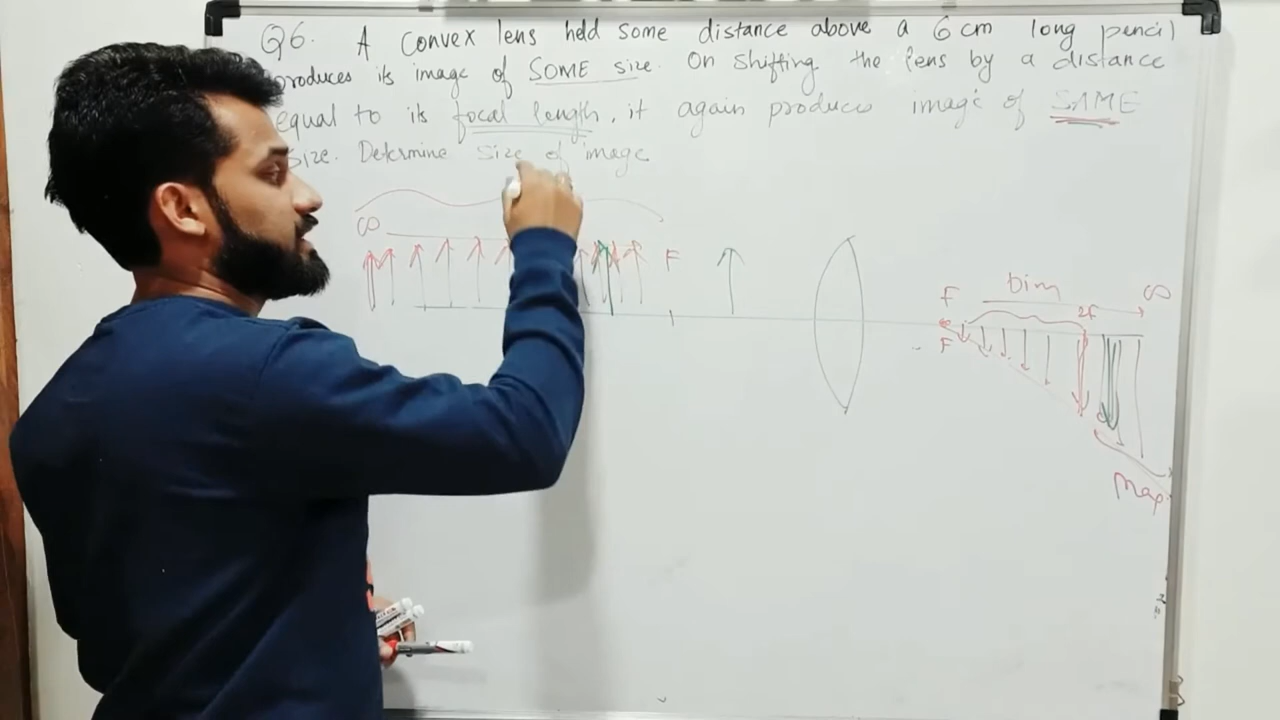 Q6. A convex lens held some distance above a 6 cm long pencil
produces its image of SOME size. On shifting the lens by a distance
equal to its focal length, it again produces image of SAME
size. Determine size of image
∞
F
F
Dim
∞
2F
F